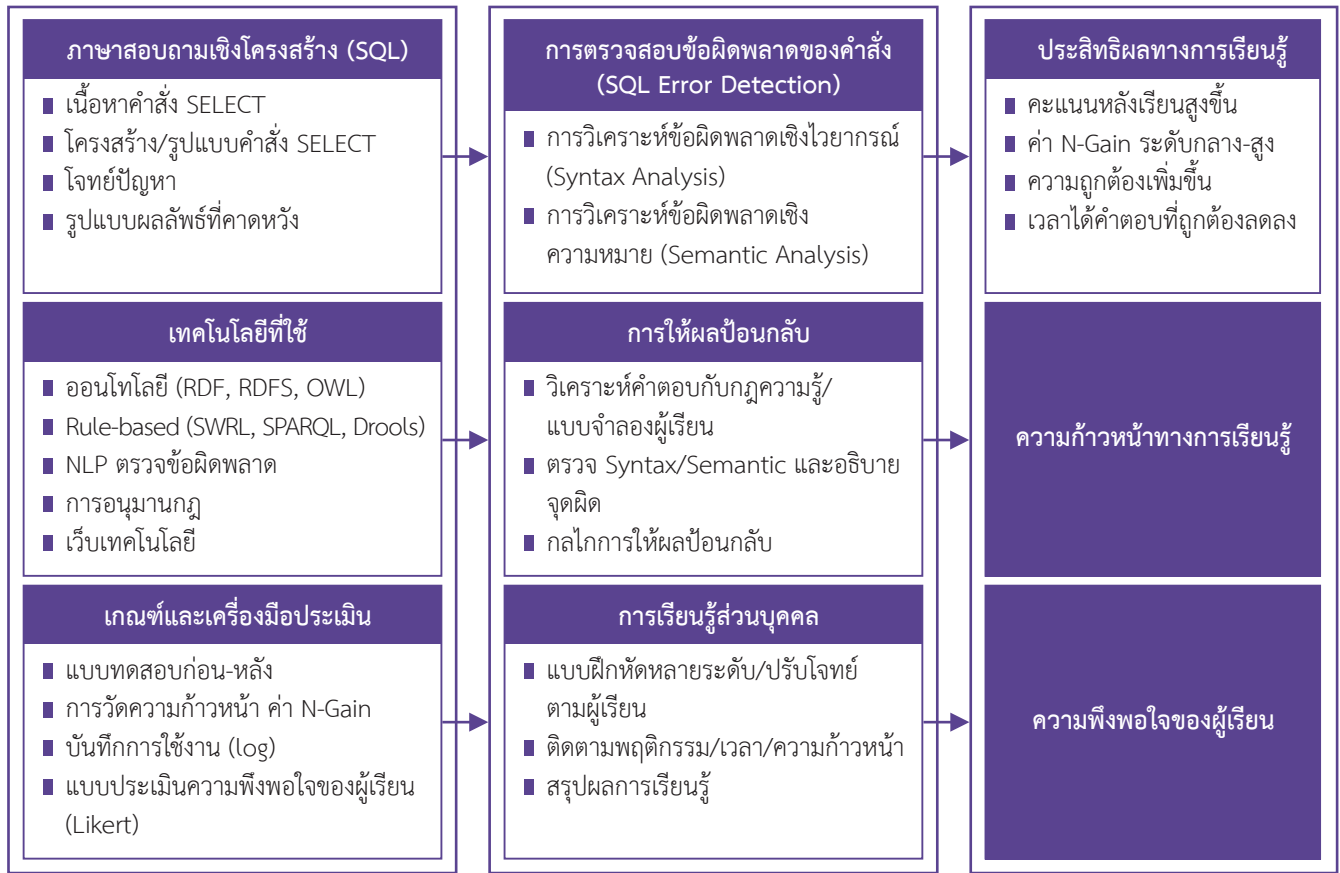 ภาษาสอบถามเชิงโครงสร้าง (SQL)
เนื้อหาคำสั่ง SELECT
โครงสร้าง/รูปแบบคำสั่ง SELECT
โจทย์ปัญหา
รูปแบบผลลัพธ์ที่คาดหวัง
เทคโนโลยีที่ใช้
ออนโทโลยี (RDF, RDFS, OWL)
Rule-based (SWRL, SPARQL, Drools)
NLP ตรวจข้อผิดพลาด
การอนุมานกฎ
เว็บเทคโนโลยี
เกณฑ์และเครื่องมือประเมิน
แบบทดสอบก่อน-หลัง
การวัดความก้าวหน้า ค่า N-Gain
บันทึกการใช้งาน (log)
แบบประเมินความพึงพอใจของผู้เรียน
(Likert)
การตรวจสอบข้อผิดพลาดของคำสั่ง
(SQL Error Detection)
การวิเคราะห์ข้อผิดพลาดเชิงไวยากรณ์
(Syntax Analysis)
การวิเคราะห์ข้อผิดพลาดเชิง
ความหมาย (Semantic Analysis)
การให้ผลป้อนกลับ
วิเคราะห์คำตอบกับกฎความรู้/
แบบจำลองผู้เรียน
ตรวจ Syntax/Semantic และอธิบาย
จุดผิด
กลไกการให้ผลป้อนกลับ
การเรียนรู้ส่วนบุคคล
แบบฝึกหัดหลายระดับ/ปรับโจทย์
ตามผู้เรียน
ติดตามพฤติกรรม/เวลา/ความก้าวหน้า
สรุปผลการเรียนรู้
ประสิทธิผลทางการเรียนรู้
คะแนนหลังเรียนสูงขึ้น
ค่า N-Gain ระดับกลาง-สูง
ความถูกต้องเพิ่มขึ้น
เวลาได้คำตอบที่ถูกต้องลดลง
ความก้าวหน้าทางการเรียนรู้
ความพึงพอใจของผู้เรียน